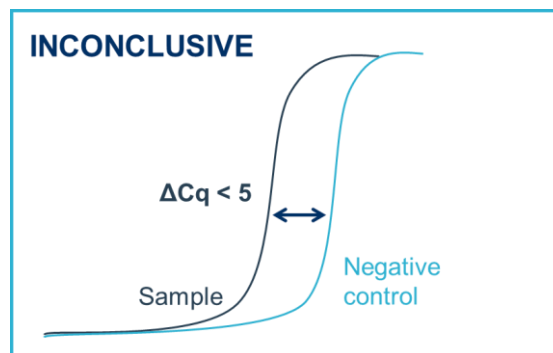 INCONCLUSIVE
ΔCq < 5
Sample
Negative
control